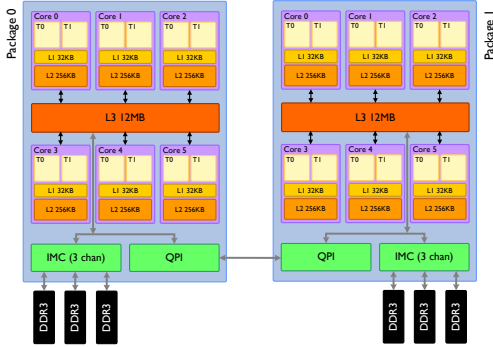 Package 0
Core 0
Core 1
Core 2
T0 T1
T0 T1
T0 T1
L1 32KB
L1 32KB
L1 32KB
L2 256KB
L2 256KB
L2 256KB
L3 12MB
Core 3
Core 4
Core 5
T0 T1
T0 T1
T0 T1
L1 32KB
L1 32KB
L1 32KB
L2 256KB
L2 256KB
L2 256KB
IMC (3 chan)
QPI
DDR3
DDR3
DDR3
Package 1
Core 0
Core 1
Core 2
T0 T1
T0 T1
T0 T1
L1 32KB
L1 32KB
L1 32KB
L2 256KB
L2 256KB
L2 256KB
L3 12MB
Core 3
Core 4
Core 5
T0 T1
T0 T1
T0 T1
L1 32KB
L1 32KB
L1 32KB
L2 256KB
L2 256KB
L2 256KB
QPI
IMC (3 chan)
DDR3
DDR3
DDR3